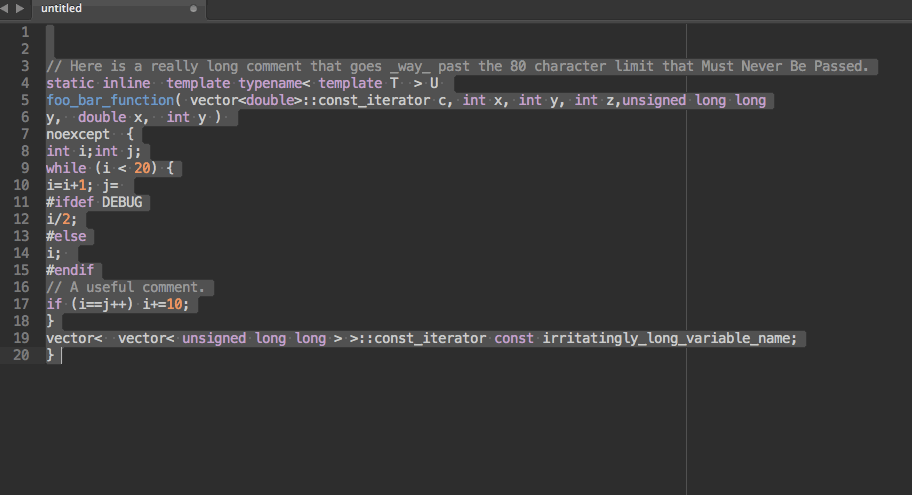 untitled
1
2
3 // Here is a really long comment that goes _way_ past the 80 character limit that Must Never Be Passed.
4 static inline  template typename< template T  > U
5 foo_bar_function( vector<double>::const_iterator c, int x, int y, int z,unsigned long long
6 y,  double x,  int y )
7 noexcept  {
8 int i;int j;
9 while (i < 20) {
10 i=i+1; j=
11 #ifdef DEBUG
12 i/2;
13 #else
14 i;
15 #endif
16 // A useful comment.
17 if (i==j++) i+=10;
18 }
19 vector<  vector< unsigned long long > >::const_iterator const irritatingly_long_variable_name;
20 }